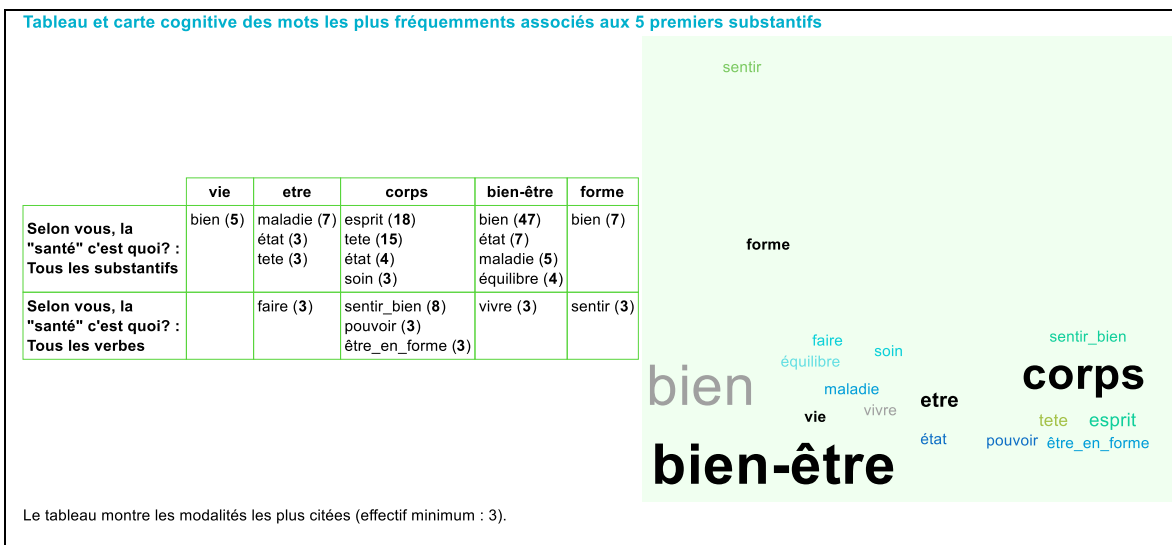 Tableau et carte cognitive des mots les plus fréquemments associés aux 5 premiers substantifs
vie etre corps bien-être forme
Selon vous, la "santé" c'est quoi? : Tous les substantifs
bien (5)
maladie (7)
état (3)
tete (3)
esprit (18)
tete (15)
état (4)
soin (3)
bien (47)
état (7)
maladie (5)
équilibre (4)
bien (7)
Selon vous, la "santé" c'est quoi? : Tous les verbes
faire (3)
sentir_bien (8)
pouvoir (3)
être_en_forme (3)
vivre (3)
sentir (3)
sentir
forme
faire
équilibre
soin
sentir_bien
bien
maladie
corps
vie
vivre
etre
tete
esprit
état
pouvoir
être_en_forme
bien-être
Le tableau montre les modalités les plus citées (effectif minimum : 3).